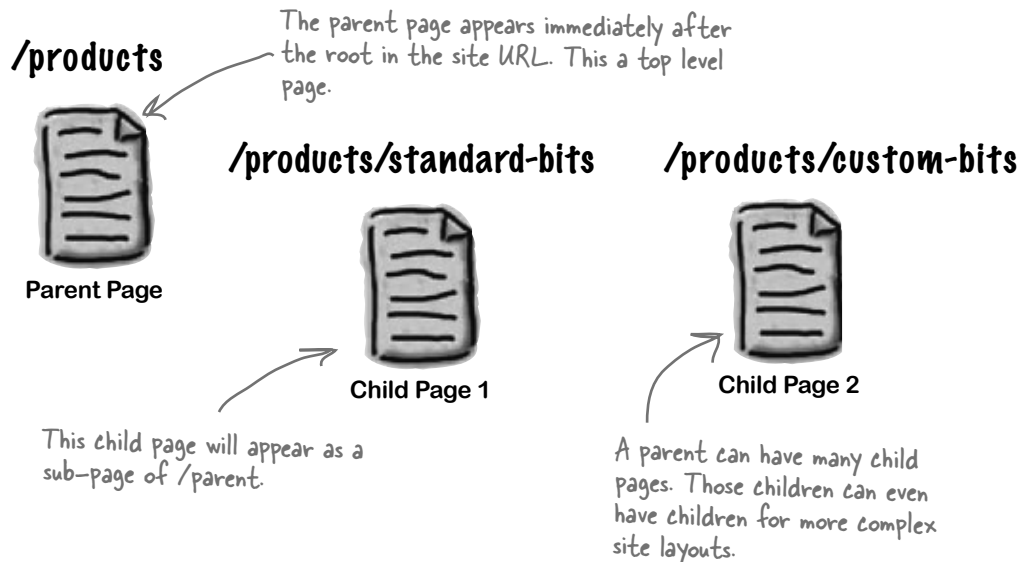 The parent page appears immediately after
the root in the site URL. This a top level
page.
/products
/products/standard-bits
/products/custom-bits
Parent Page
Child Page 1
Child Page 2
This child page will appear as a
sub-page of /parent.
A parent can have many child
pages. Those children can even
have children for more complex
site layouts.